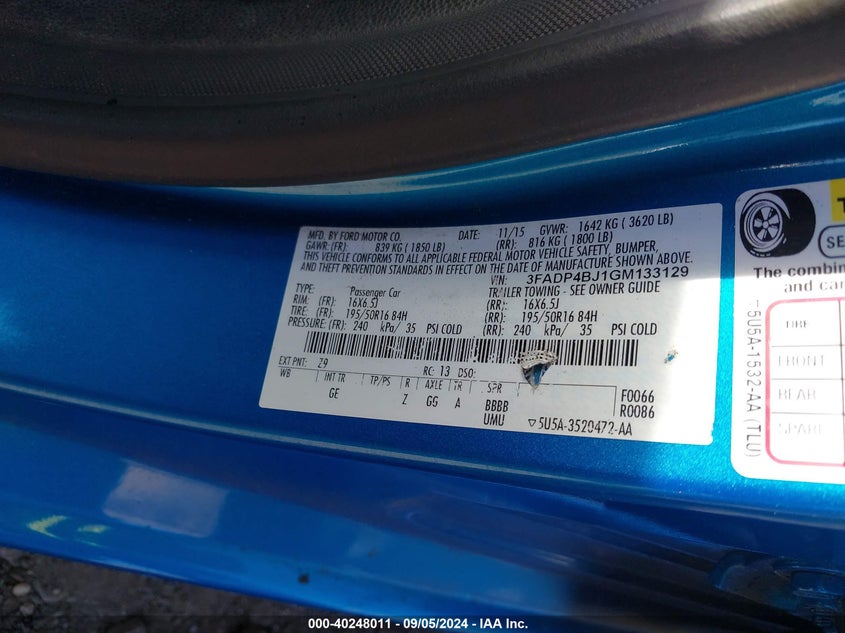 MFD. BY FORD MOTOR CO. DATE: 11/15 GVWR: 1642 KG ( 3620 LB)
GAWR: (FR): 839 KG ( 1850 LB) (RR): 816 KG ( 1800 LB)
THIS VEHICLE CONFORMS TO ALL APPLICABLE FEDERAL MOTOR VEHICLE SAFETY, BUMPER,
AND THEFT PREVENTION STANDARDS IN EFFECT ON THE DATE OF MANUFACTURE SHOWN ABOVE.
VIN: 3FADP4BJ1GM133129
TYPE: Passenger Car TRAILER TOWING - SEE OWNER GUIDE
RIM: (FR): 16X6.5J (RR): 16X6.5J
TIRE: (FR): 195/50R16 84H (RR): 195/50R16 84H
PRESSURE: (FR): 240 kPa/ 35 PSI COLD (RR): 240 kPa/ 35 PSI COLD
EXT PNT: Z9 RC: 13 DSO:
WB INT TR TP/PS R AXLE TR SPR
GE Z GG A BBBB F0066
UMU R0086
▽5U5A-3520472-AA
-5U5A-1532-AA (TLU)
T
SE
The combin
and car
TIRE
FRONT
REAR
SPARE
000-40248011 - 09/05/2024 - IAA Inc.